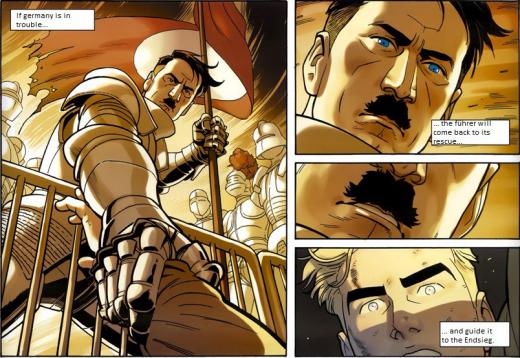 If germany is in
trouble...
... the führer will
come back to its
rescue...
... and guide it
to the Endsieg.